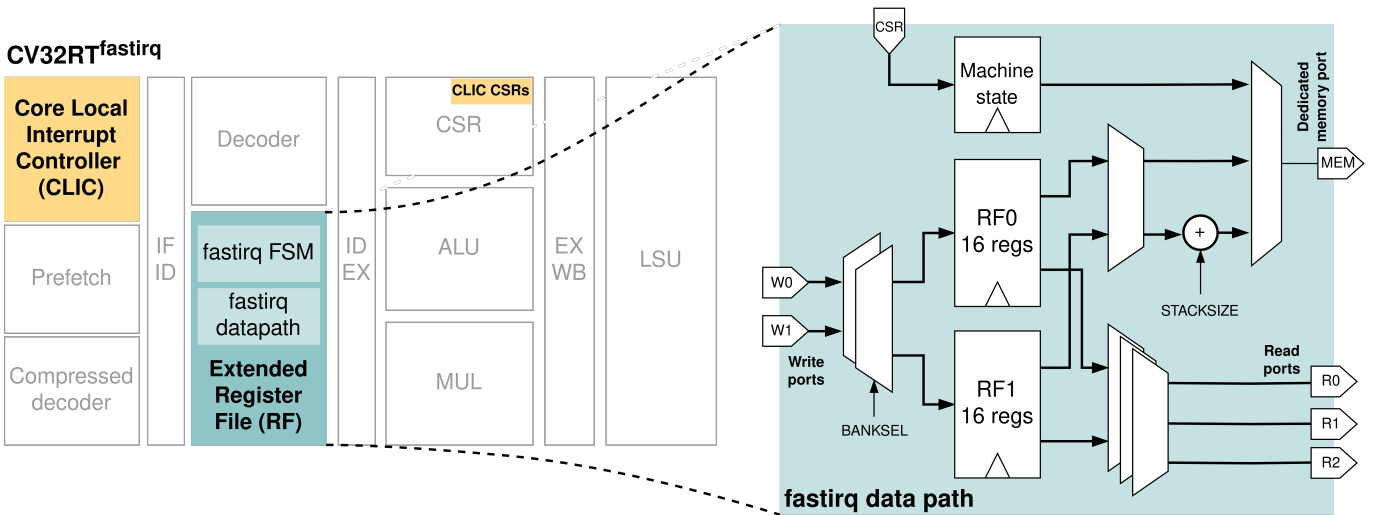 CV32RTfastirq
Core Local
Interrupt
Controller
(CLIC)
Prefetch
Compressed
decoder
IF
ID
Decoder
fastirq FSM
fastirq
datapath
Extended
Register
File (RF)
ID
EX
CLIC CSRs
CSR
ALU
MUL
EX
WB
LSU
CSR
Machine
state
Dedicated
memory port
MEM
RF0
16 regs
W0
W1
Write
ports
BANKSEL
RF1
16 regs
+
STACKSIZE
Read
ports
R0
R1
R2
fastirq data path